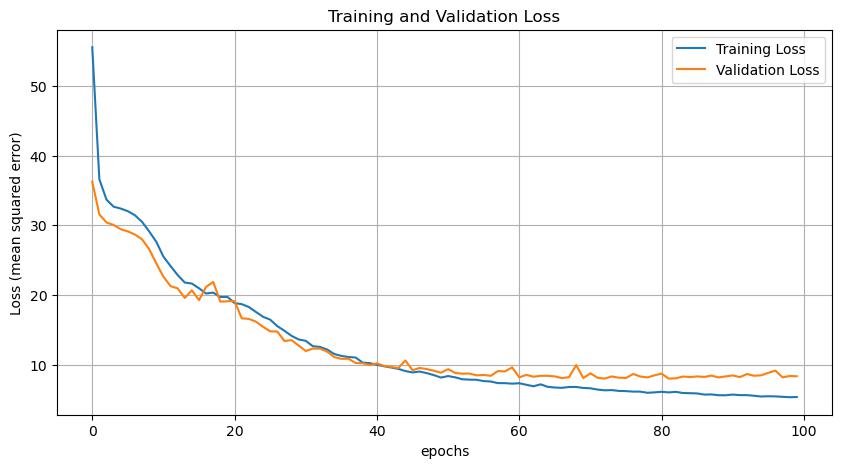 Training and Validation Loss
Training Loss
Validation Loss
Loss (mean squared error)
50
40
30
20
10
0 20 40 60 80 100
epochs